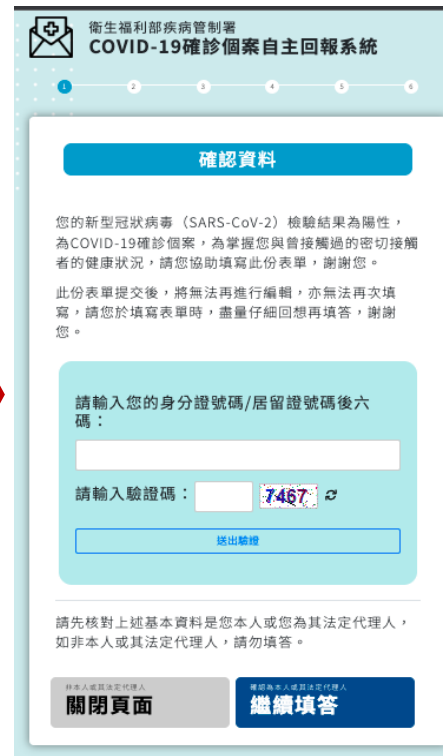 衛生福利部疾病管制署
COVID-19確診個案自主回報系統
1 2 3 4 5 6
確認資料
您的新型冠狀病毒（SARS-CoV-2）檢驗結果為陽性，
為COVID-19確診個案，為掌握您與曾接觸過的密切接觸
者的健康狀況，請您協助填寫此份表單，謝謝您。
此份表單提交後，將無法再進行編輯，亦無法再次填
寫，請您於填寫表單時，盡量仔細回想再填答，謝謝
您。
請輸入您的身分證號碼/居留證號碼後六
碼：
請輸入驗證碼： 7467
送出驗證
請先核對上述基本資料是您本人或您為其法定代理人，
如非本人或其法定代理人，請勿填答。
非本人或其法定代理人
關閉頁面
確認為本人或其法定代理人
繼續填答